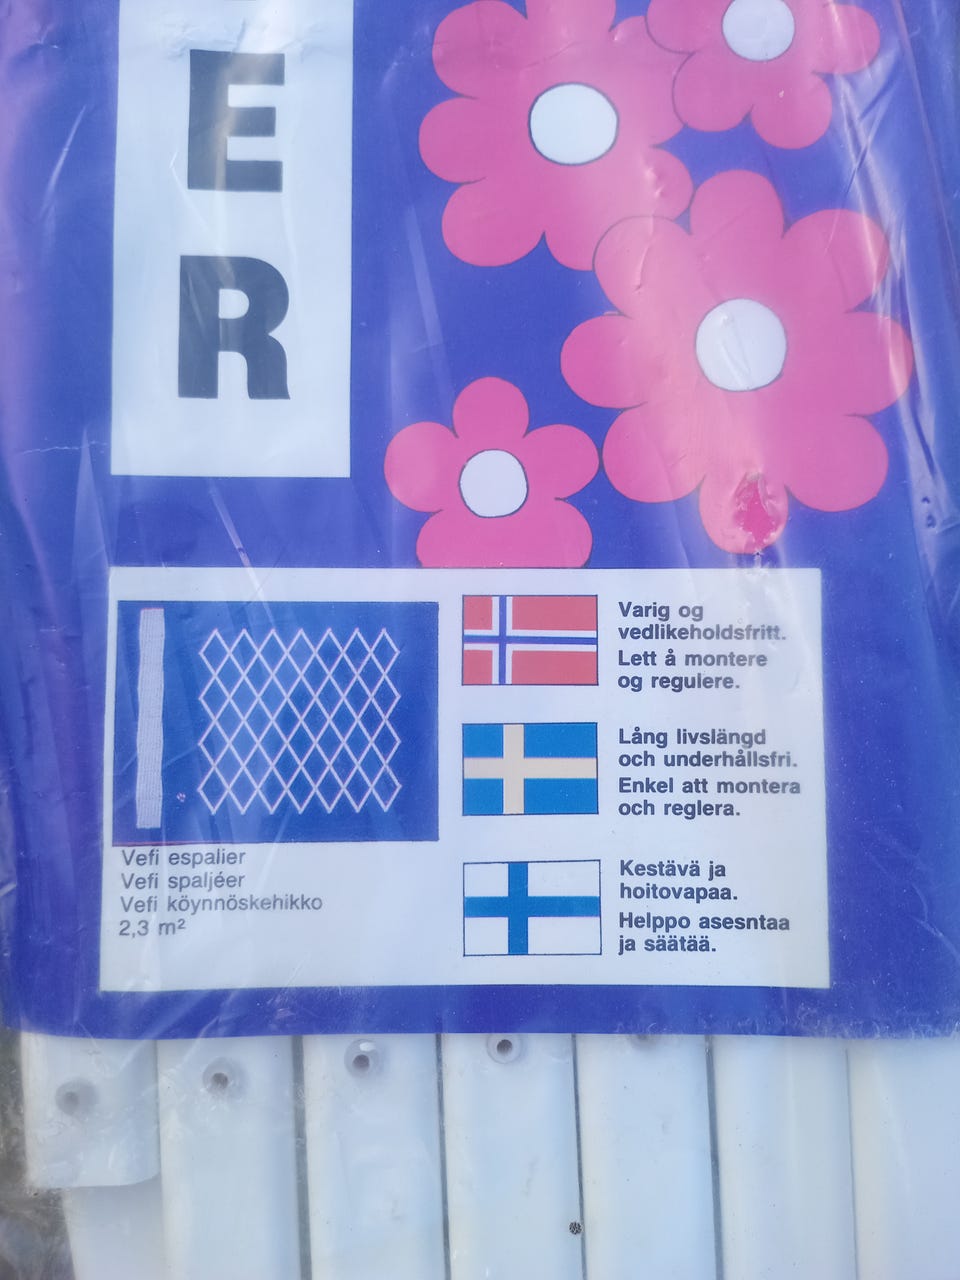 E
R
Vefi espalier
Vefi spaljéer
Vefi köynnöskehikko
2,3 m²
Varig og
vedlikeholdsfritt.
Lett å montere
og regulere.
Lång livslängd
och underhållsfri.
Enkel att montera
och reglera.
Kestävä ja
hoitovapaa.
Helppo asesntaa
ja säätää.